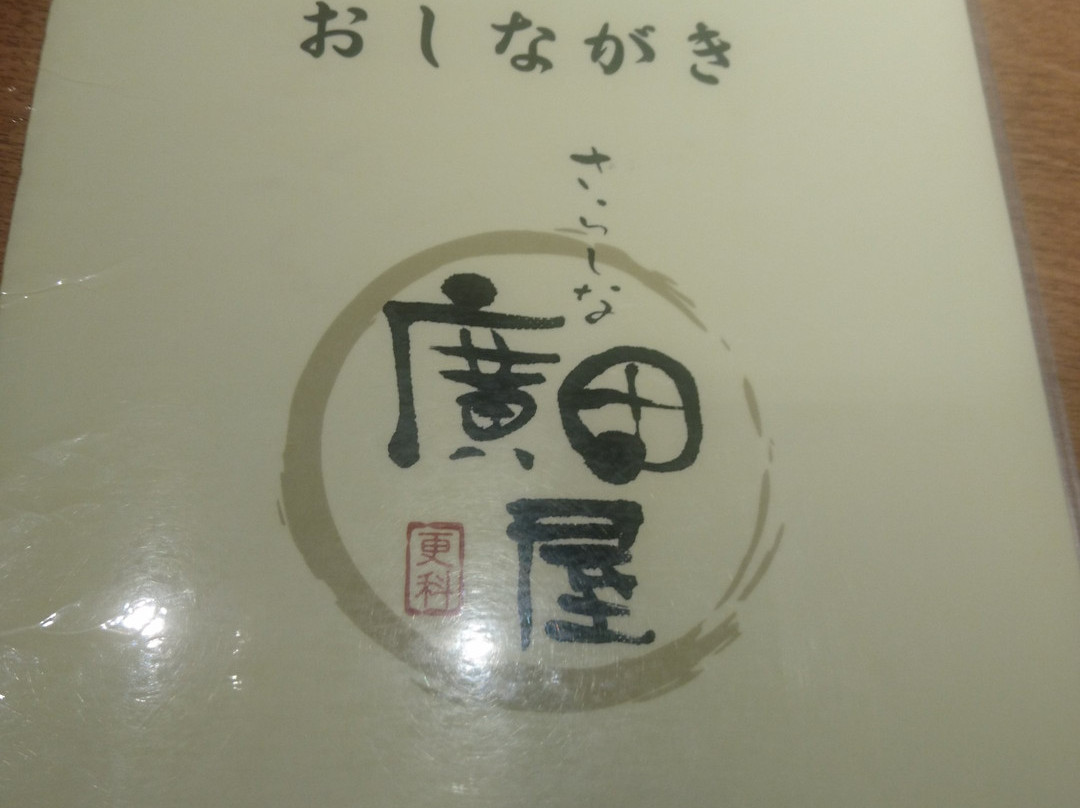 おしながき
さらしな
廣田
屋
更科